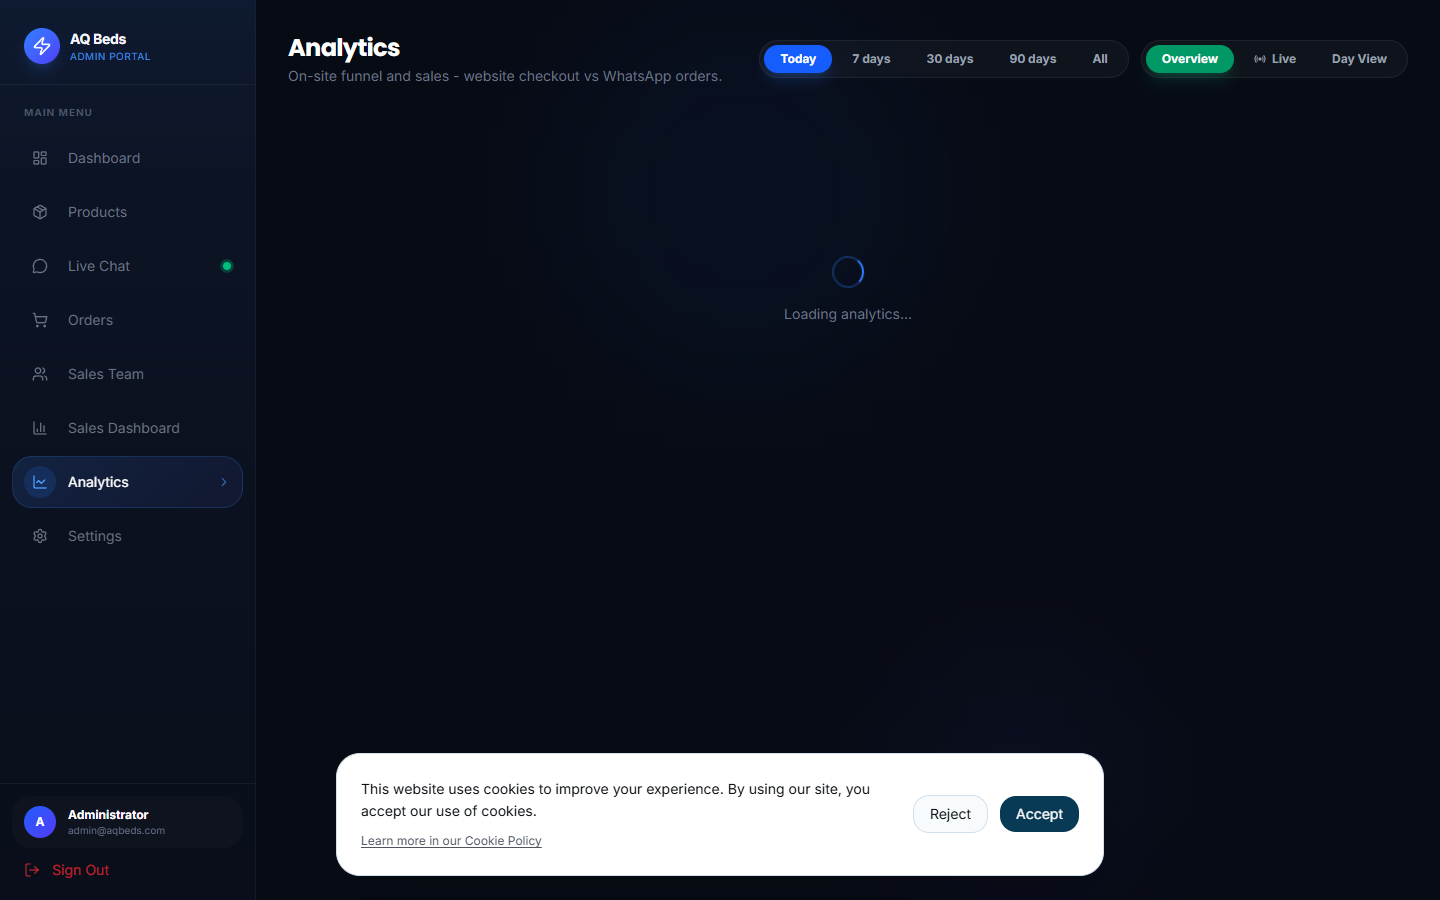 AQ Beds
ADMIN PORTAL
MAIN MENU
Dashboard
Products
Live Chat
Orders
Sales Team
Sales Dashboard
Analytics
Settings
A
Administrator
admin@aqbeds.com
Sign Out
Analytics
On-site funnel and sales - website checkout vs WhatsApp orders.
Today 7 days 30 days 90 days All
Overview Live Day View
Loading analytics...
This website uses cookies to improve your experience. By using our site, you
accept our use of cookies.
Learn more in our Cookie Policy
Reject Accept